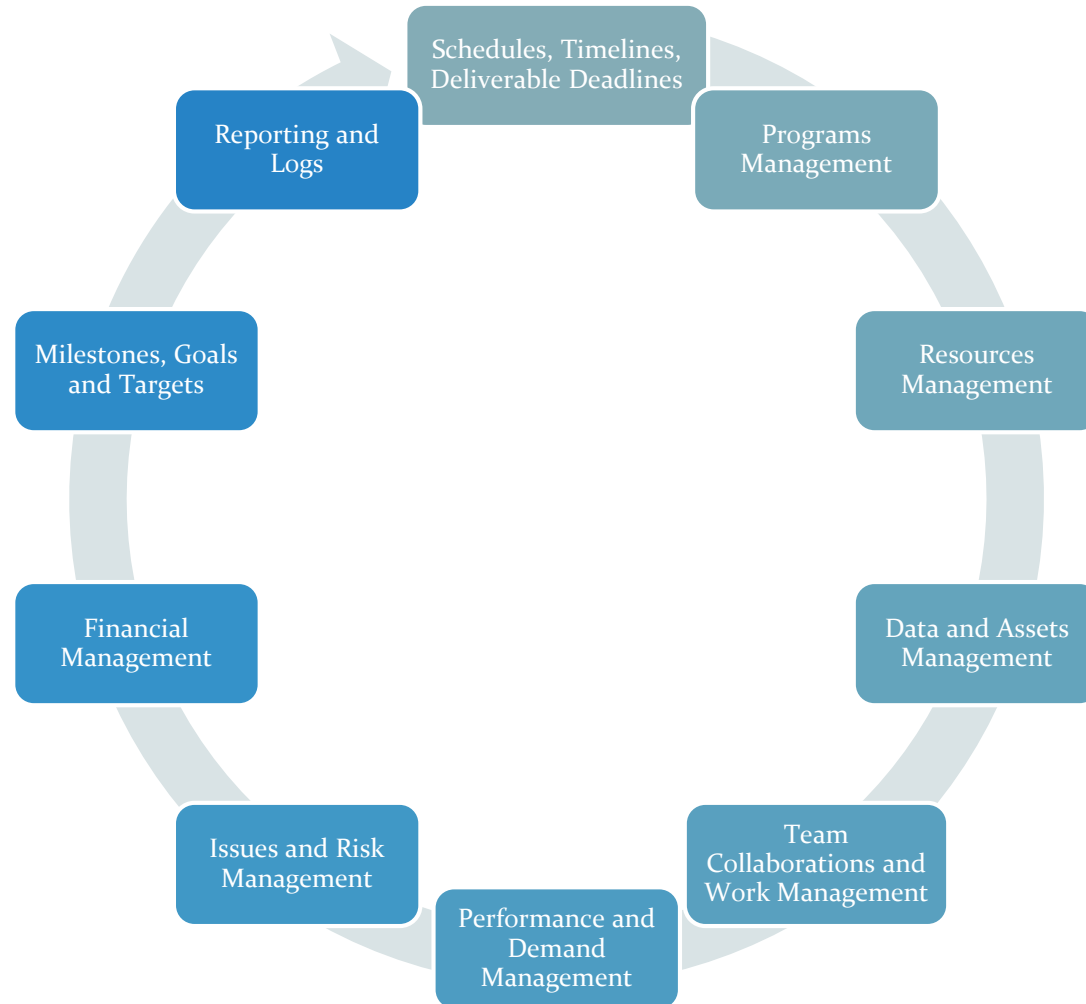 Schedules, Timelines,
Deliverable Deadlines
Programs
Management
Resources
Management
Data and Assets
Management
Team
Collaborations and
Work Management
Performance and
Demand
Management
Issues and Risk
Management
Financial
Management
Milestones, Goals
and Targets
Reporting and
Logs